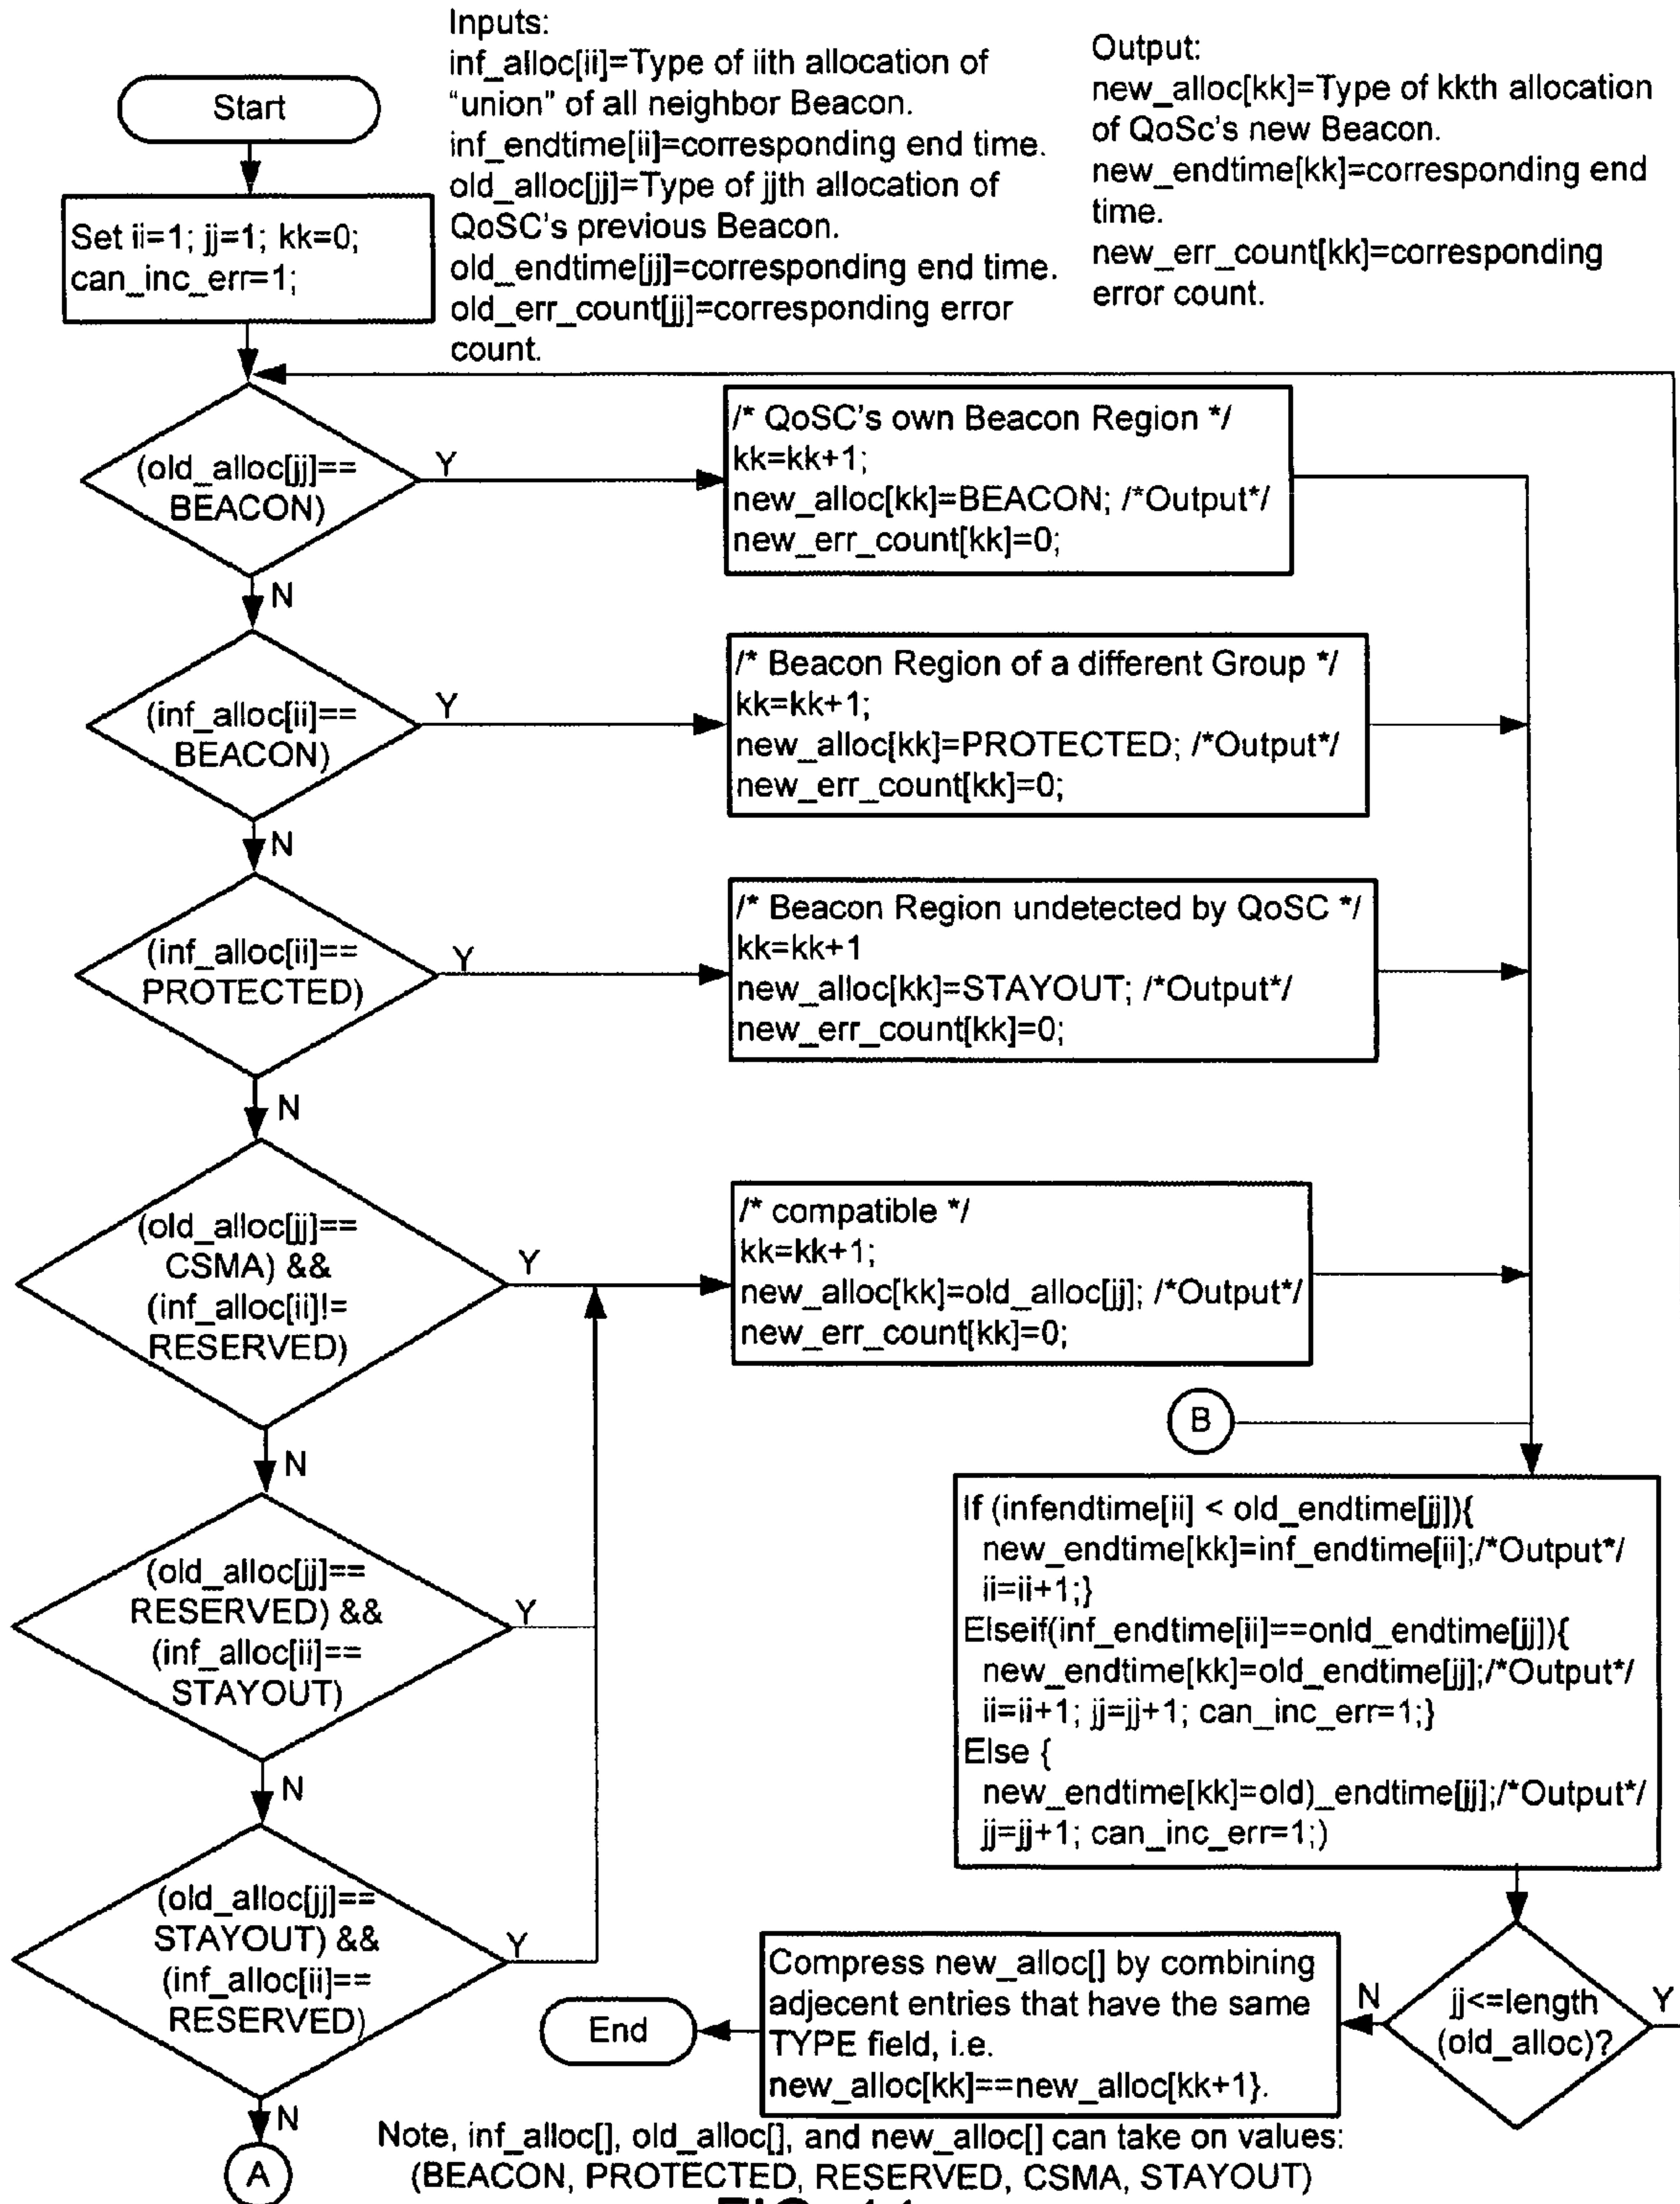 Inputs:
inf_alloc[ii]=Type of iith allocation of
“union” of all neighbor Beacon.
inf_endtime[ii]=corresponding end time.
old_alloc[jj]=Type of jjth allocation of
QoSC's previous Beacon.
old_endtime[jj]=corresponding end time.
old_err_count[jj]=corresponding error
count.
Output:
new_alloc[kk]=Type of kkth allocation
of QoSc's new Beacon.
new_endtime[kk]=corresponding end
time.
new_err_count[kk]=corresponding
error count.
Start
Set ii=1; jj=1; kk=0;
can_inc_err=1;
(old_alloc[jj]==
BEACON)
Y
N
/* QoSC's own Beacon Region */
kk=kk+1;
new_alloc[kk]=BEACON; /*Output*/
new_err_count[kk]=0;
(inf_alloc[ii]==
BEACON)
Y
N
/* Beacon Region of a different Group */
kk=kk+1;
new_alloc[kk]=PROTECTED; /*Output*/
new_err_count[kk]=0;
(inf_alloc[ii]==
PROTECTED)
Y
N
/* Beacon Region undetected by QoSC */
kk=kk+1
new_alloc[kk]=STAYOUT; /*Output*/
new_err_count[kk]=0;
(old_alloc[jj]==
CSMA) &&
(inf_alloc[ii]!=
RESERVED)
Y
N
/* compatible */
kk=kk+1;
new_alloc[kk]=old_alloc[jj]; /*Output*/
new_err_count[kk]=0;
B
(old_alloc[jj]==
RESERVED) &&
(inf_alloc[ii]==
STAYOUT)
Y
N
If (infendtime[ii] < old_endtime[jj]){
new_endtime[kk]=inf_endtime[ii];/*Output*/
ii=ii+1;}
Elseif(inf_endtime[ii]==onld_endtime[jj]){
new_endtime[kk]=old_endtime[jj];/*Output*/
ii=ii+1; jj=jj+1; can_inc_err=1;}
Else {
new_endtime[kk]=old)_endtime[jj];/*Output*/
jj=jj+1; can_inc_err=1;)
(old_alloc[jj]==
STAYOUT) &&
(inf_alloc[ii]==
RESERVED)
Y
N
A
jj<=length
(old_alloc)?
Y
N
Compress new_alloc[] by combining
adjecent entries that have the same
TYPE field, i.e.
new_alloc[kk]==new_alloc[kk+1}.
End
Note, inf_alloc[], old_alloc[], and new_alloc[] can take on values:
(BEACON, PROTECTED, RESERVED, CSMA, STAYOUT)